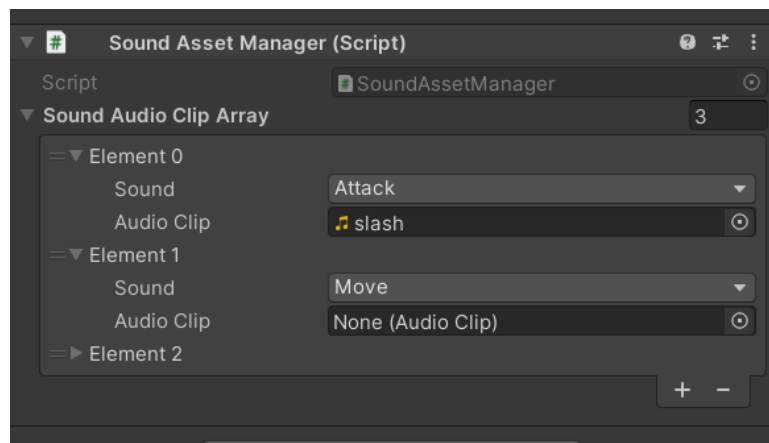 # Sound Asset Manager (Script)
Script # SoundAssetManager
Sound Audio Clip Array 3
Element 0
Sound Attack
Audio Clip slash
Element 1
Sound Move
Audio Clip None (Audio Clip)
Element 2
+ -